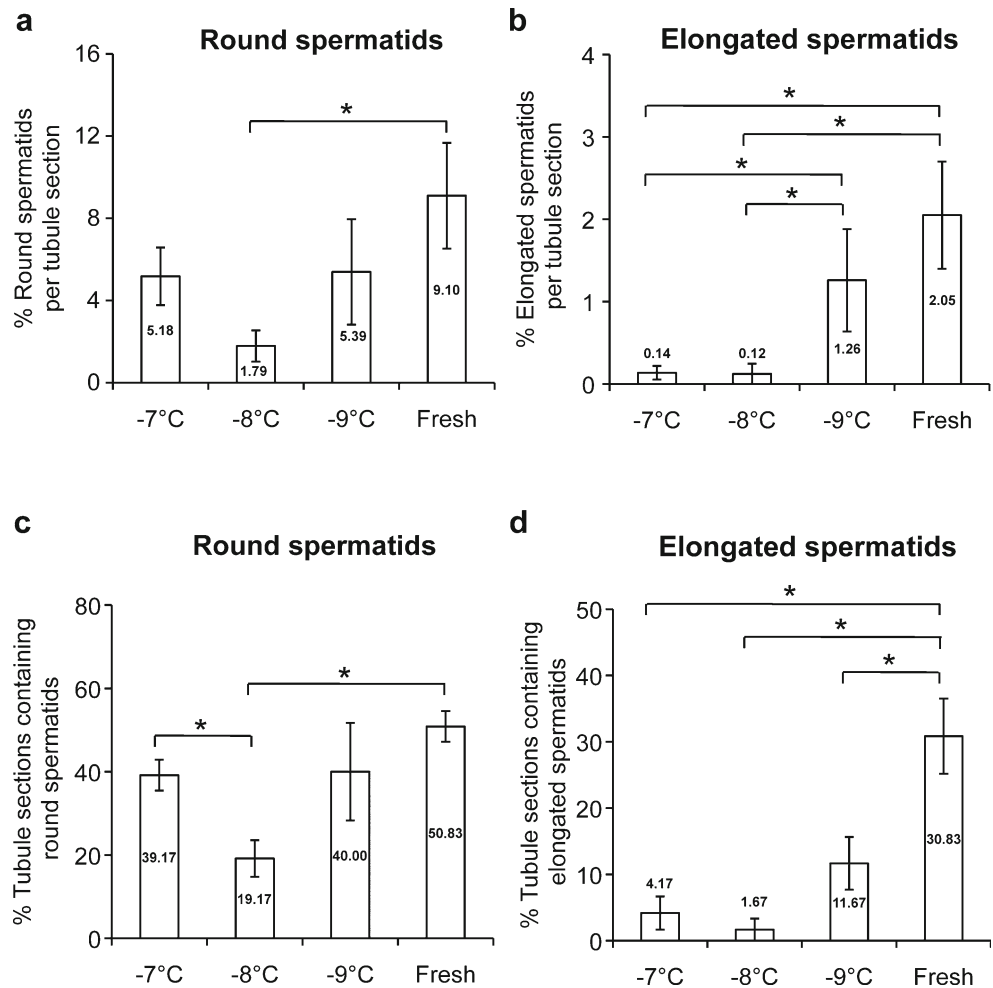 a
Round spermatids
% Round spermatids
per tubule section
16
12
8
4
0
*
5.18
1.79
5.39
9.10
-7°C
-8°C
-9°C
Fresh
b
Elongated spermatids
% Elongated spermatids
per tubule section
4
3
2
1
0
*
*
*
*
0.14
0.12
1.26
2.05
-7°C
-8°C
-9°C
Fresh
c
Round spermatids
% Tubule sections containing
round spermatids
80
60
40
20
0
*
*
39.17
19.17
40.00
50.83
-7°C
-8°C
-9°C
Fresh
d
Elongated spermatids
% Tubule sections containing
elongated spermatids
50
40
30
20
10
0
*
*
*
4.17
1.67
11.67
30.83
-7°C
-8°C
-9°C
Fresh